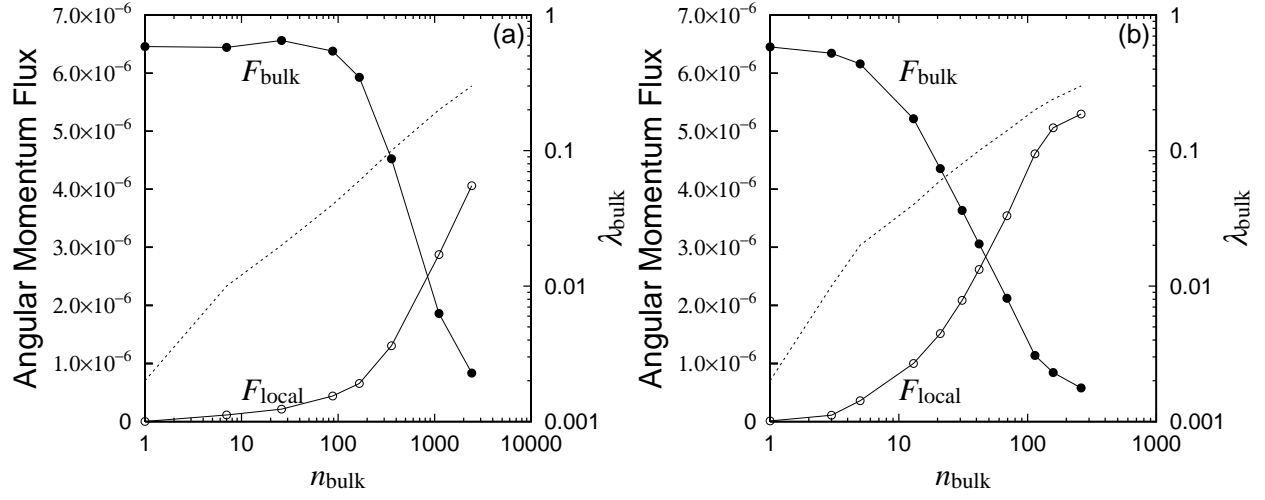 (a)
Angular Momentum Flux
7.0×10⁻⁶
6.0×10⁻⁶
5.0×10⁻⁶
4.0×10⁻⁶
3.0×10⁻⁶
2.0×10⁻⁶
1.0×10⁻⁶
0
F_bulk
F_local
1
0.1
0.01
0.001
λ_bulk
1 10 100 1000 10000
n_bulk
(b)
Angular Momentum Flux
7.0×10⁻⁶
6.0×10⁻⁶
5.0×10⁻⁶
4.0×10⁻⁶
3.0×10⁻⁶
2.0×10⁻⁶
1.0×10⁻⁶
0
F_bulk
F_local
1
0.1
0.01
0.001
λ_bulk
1 10 100 1000
n_bulk